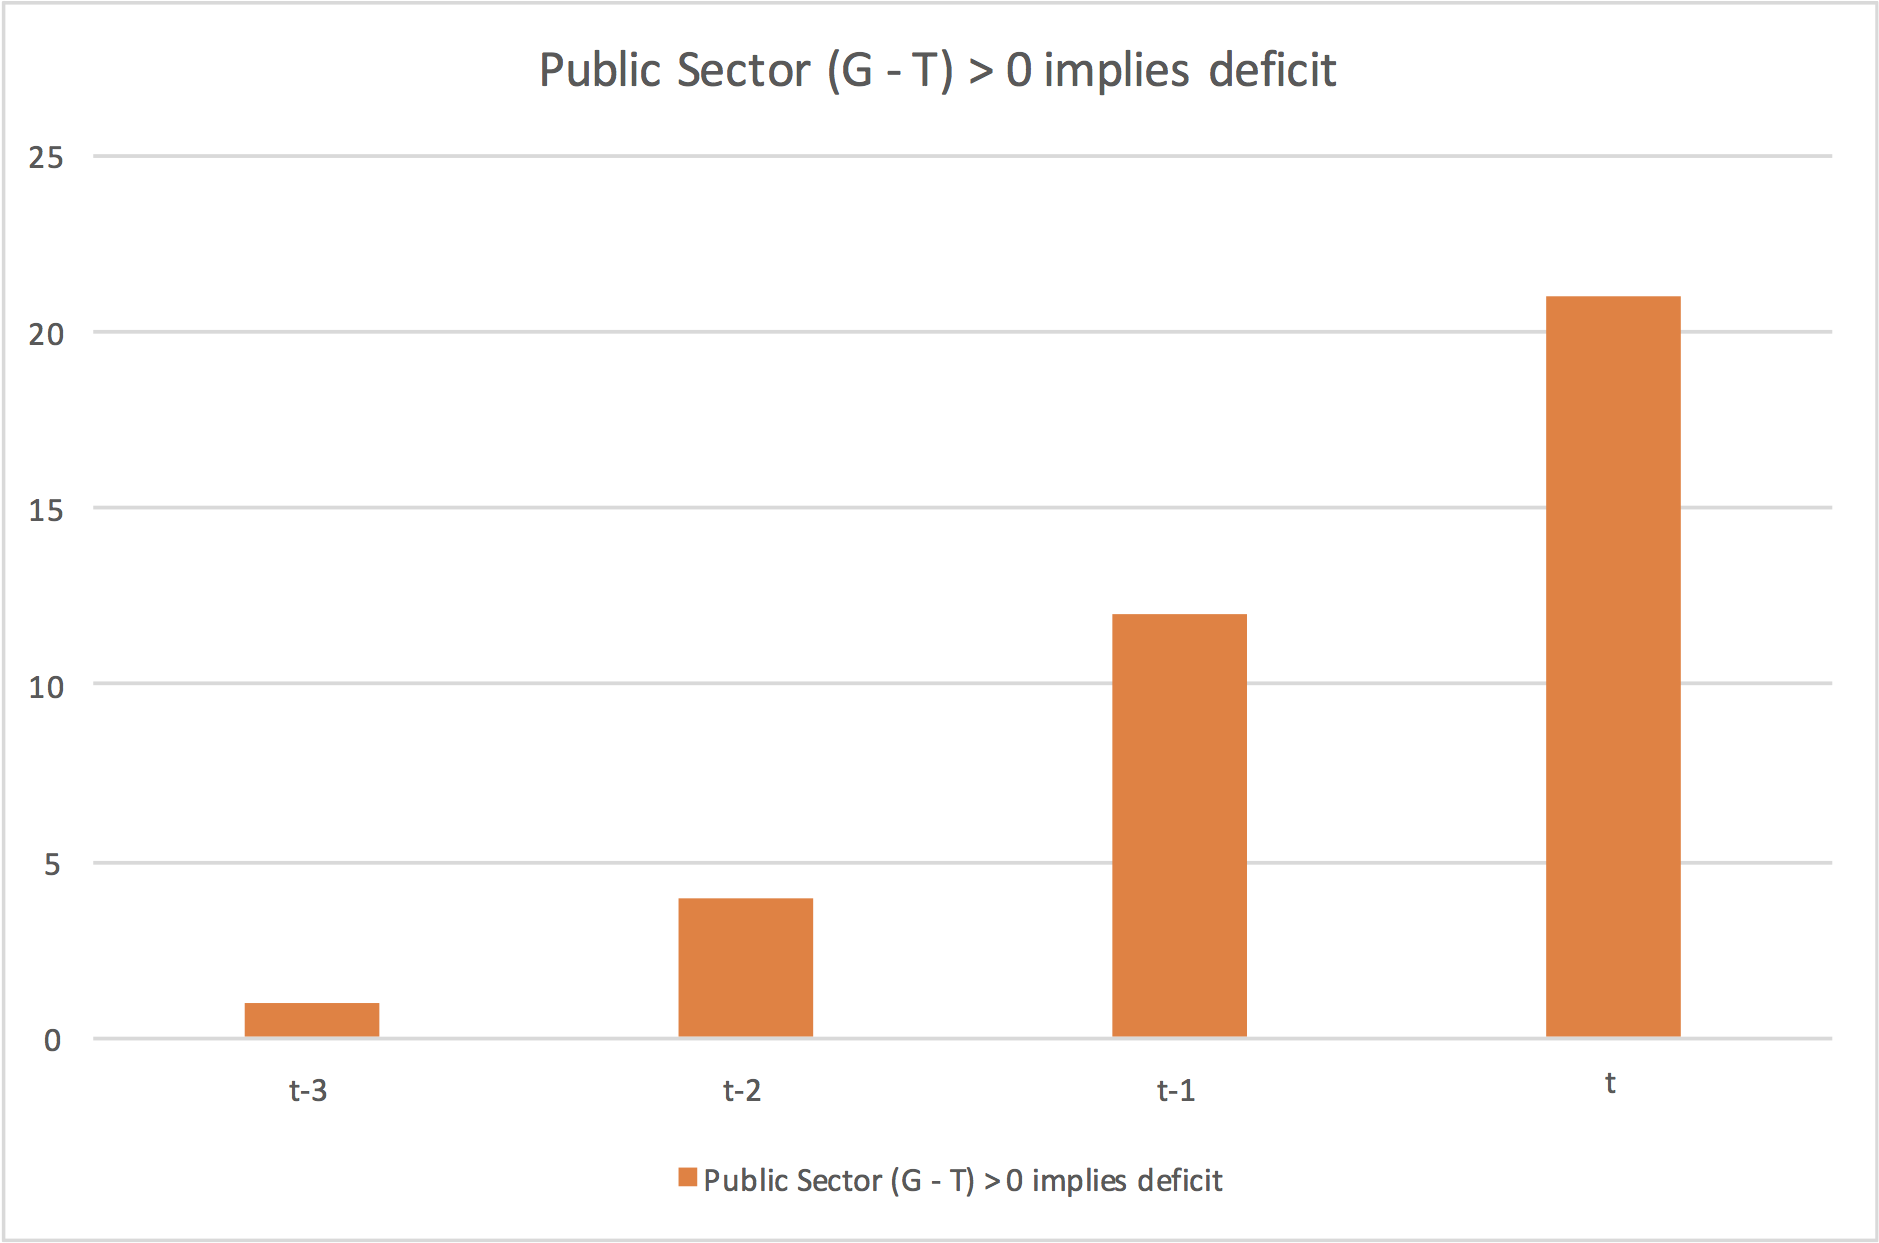 Public Sector (G - T) > 0 implies deficit
25
20
15
10
5
0
t-3 t-2 t-1 t
Public Sector (G - T) >0 implies deficit